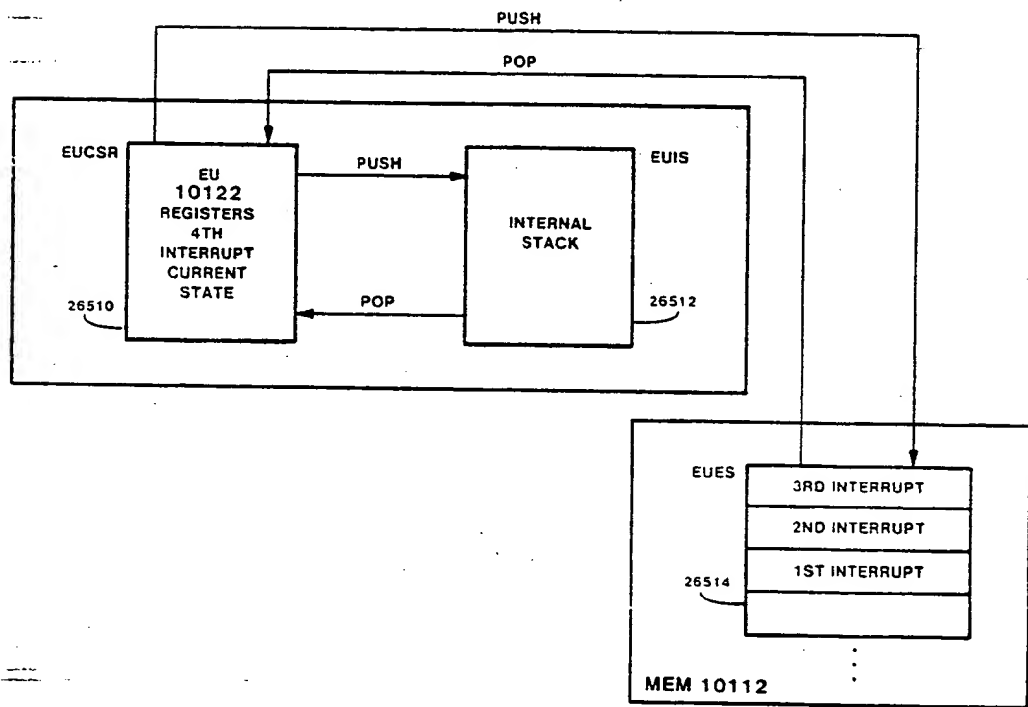 PUSH
POP
EUCSR
EU
10122
REGISTERS
4TH
INTERRUPT
CURRENT
STATE
26510
PUSH
POP
EUIS
INTERNAL
STACK
26512
EUES
3RD INTERRUPT
2ND INTERRUPT
1ST INTERRUPT
26514
MEM 10112